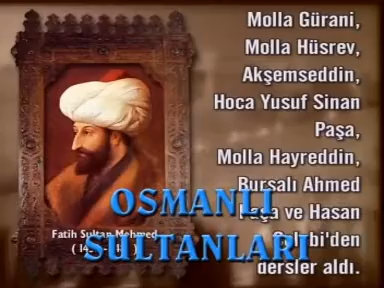 Molla Gürani,
Molla Hüsrev,
Akşemseddin,
Hoca Yusuf Sinan
Paşa,
Molla Hayreddin,
Bursalı Ahmed
Paşa ve Hasan
Çelebi'den
dersler aldı.
OSMANLI
SULTANLARI
Fatih Sultan Mehmed